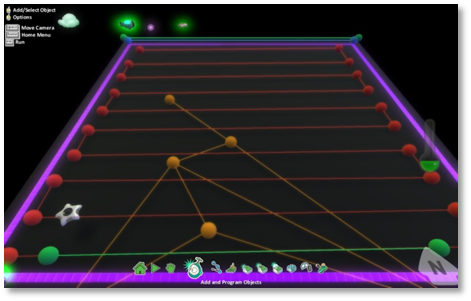 Add/Select Object
Options
Move Camera
Home Menu
Run
N
Add and Program Objects